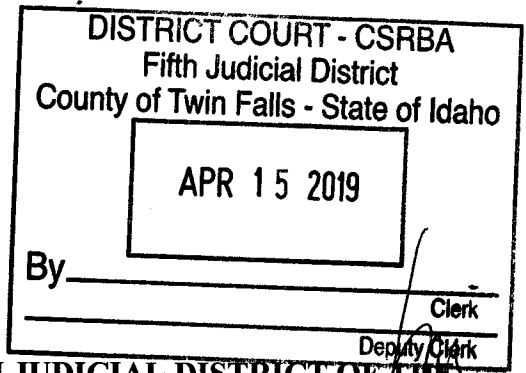 DISTRICT COURT - CSRBA
Fifth Judicial District
County of Twin Falls - State of Idaho
APR 15 2019
By
Clerk
Deputy Clerk
JUDICIAL DISTRICT OF THE